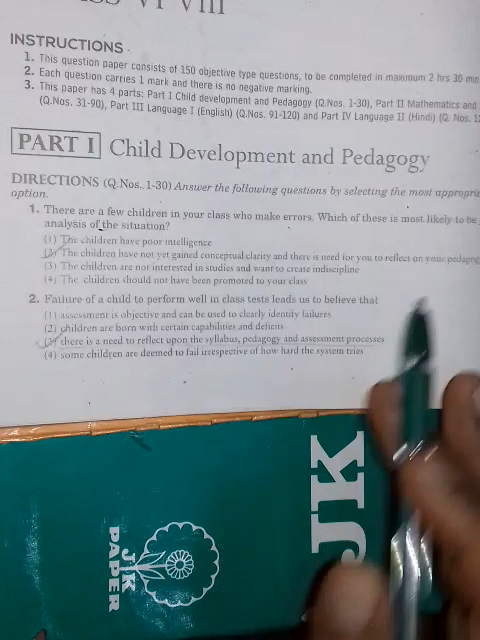 VI VIII
INSTRUCTIONS
1. This question paper consists of 150 objective type questions, to be completed in maximum 2 hrs 30 min
2. Each question carries 1 mark and there is no negative marking.
3. This paper has 4 parts: Part I Child development and Pedagogy (Q.Nos. 1-30), Part II Mathematics and
(Q.Nos. 31-90), Part III Language I (English) (Q.Nos. 91-120) and Part IV Language II (Hindi) (Q. Nos.
PART I Child Development and Pedagogy
DIRECTIONS (Q.Nos. 1-30) Answer the following questions by selecting the most appropri
option.
1. There are a few children in your class who make errors. Which of these is most likely to be
analysis of the situation?
(1) The children have poor intelligence
(2) The children have not yet gained conceptual clarity and there is need for you to reflect on your pedagog
(3) The children are not interested in studies and want to create indiscipline
(4) The children should not have been promoted to your class
2. Failure of a child to perform well in class tests leads us to believe that
(1) assessment is objective and can be used to clearly identify failures
(2) children are born with certain capabilities and deficits
(3) there is a need to reflect upon the syllabus, pedagogy and assessment processes
(4) some children are deemed to fail irrespective of how hard the system tries
JK
JK
PAPER